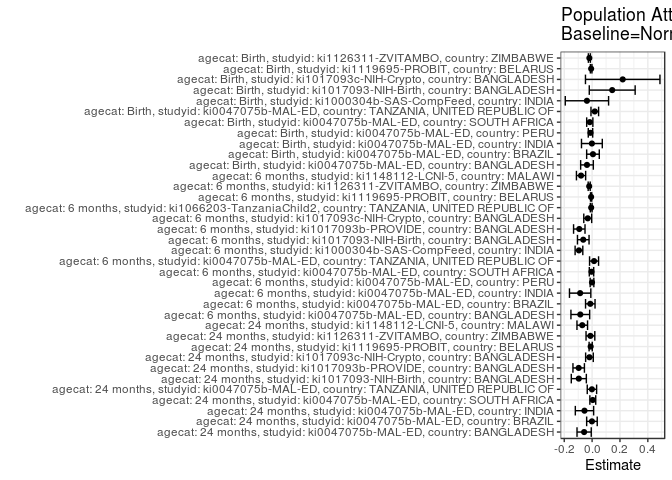 Population Att
Baseline=Norr
agecat: Birth, studyid: ki1126311-ZVITAMBO, country: ZIMBABWE
agecat: Birth, studyid: ki1119695-PROBIT, country: BELARUS
agecat: Birth, studyid: ki1017093c-NIH-Crypto, country: BANGLADESH
agecat: Birth, studyid: ki1017093-NIH-Birth, country: BANGLADESH
agecat: Birth, studyid: ki1000304b-SAS-CompFeed, country: INDIA
agecat: Birth, studyid: ki0047075b-MAL-ED, country: TANZANIA, UNITED REPUBLIC OF
agecat: Birth, studyid: ki0047075b-MAL-ED, country: SOUTH AFRICA
agecat: Birth, studyid: ki0047075b-MAL-ED, country: PERU
agecat: Birth, studyid: ki0047075b-MAL-ED, country: INDIA
agecat: Birth, studyid: ki0047075b-MAL-ED, country: BRAZIL
agecat: Birth, studyid: ki0047075b-MAL-ED, country: BANGLADESH
agecat: 6 months, studyid: ki1148112-LCNI-5, country: MALAWI
agecat: 6 months, studyid: ki1126311-ZVITAMBO, country: ZIMBABWE
agecat: 6 months, studyid: ki1119695-PROBIT, country: BELARUS
agecat: 6 months, studyid: ki1066203-TanzaniaChild2, country: TANZANIA, UNITED REPUBLIC OF
agecat: 6 months, studyid: ki1017093c-NIH-Crypto, country: BANGLADESH
agecat: 6 months, studyid: ki1017093b-PROVIDE, country: BANGLADESH
agecat: 6 months, studyid: ki1017093-NIH-Birth, country: BANGLADESH
agecat: 6 months, studyid: ki1000304b-SAS-CompFeed, country: INDIA
agecat: 6 months, studyid: ki0047075b-MAL-ED, country: TANZANIA, UNITED REPUBLIC OF
agecat: 6 months, studyid: ki0047075b-MAL-ED, country: SOUTH AFRICA
agecat: 6 months, studyid: ki0047075b-MAL-ED, country: PERU
agecat: 6 months, studyid: ki0047075b-MAL-ED, country: INDIA
agecat: 6 months, studyid: ki0047075b-MAL-ED, country: BRAZIL
agecat: 6 months, studyid: ki0047075b-MAL-ED, country: BANGLADESH
agecat: 24 months, studyid: ki1148112-LCNI-5, country: MALAWI
agecat: 24 months, studyid: ki1126311-ZVITAMBO, country: ZIMBABWE
agecat: 24 months, studyid: ki1119695-PROBIT, country: BELARUS
agecat: 24 months, studyid: ki1017093c-NIH-Crypto, country: BANGLADESH
agecat: 24 months, studyid: ki1017093b-PROVIDE, country: BANGLADESH
agecat: 24 months, studyid: ki1017093-NIH-Birth, country: BANGLADESH
agecat: 24 months, studyid: ki0047075b-MAL-ED, country: TANZANIA, UNITED REPUBLIC OF
agecat: 24 months, studyid: ki0047075b-MAL-ED, country: SOUTH AFRICA
agecat: 24 months, studyid: ki0047075b-MAL-ED, country: INDIA
agecat: 24 months, studyid: ki0047075b-MAL-ED, country: BRAZIL
agecat: 24 months, studyid: ki0047075b-MAL-ED, country: BANGLADESH
-0.2 0.0 0.2 0.4
Estimate